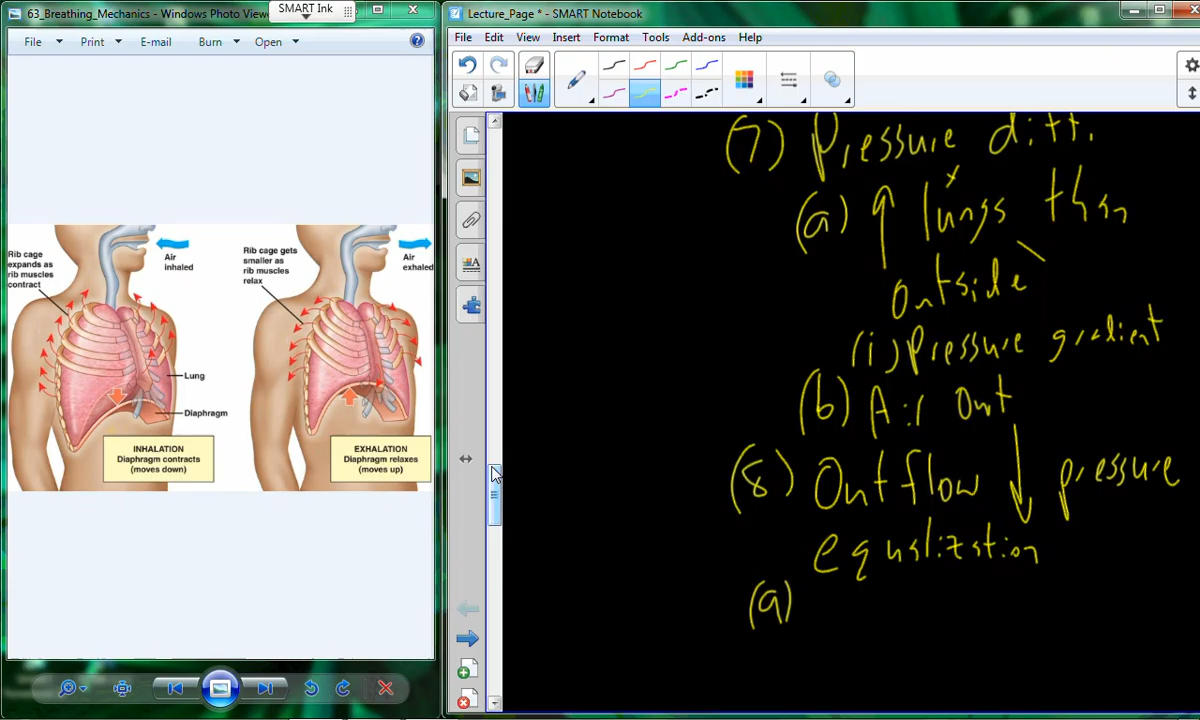 63_Breathing_Mechanics - Windows Photo View
SMART Ink
File Print E-mail Burn Open
Rib cage
expands as
rib muscles
contract
Air
inhaled
Lung
Diaphragm
INHALATION
Diaphragm contracts
(moves down)
Rib cage gets
smaller as
rib muscles
relax
Air
exhaled
EXHALATION
Diaphragm relaxes
(moves up)
Lecture_Page * - SMART Notebook
File Edit View Insert Format Tools Add-ons Help
(7) Pressure diff.
(a) ↑ lungs than
outside
(i) Pressure gradient
(b) Air Out
(8) Outflow ↓ pressure
equalization
(9)